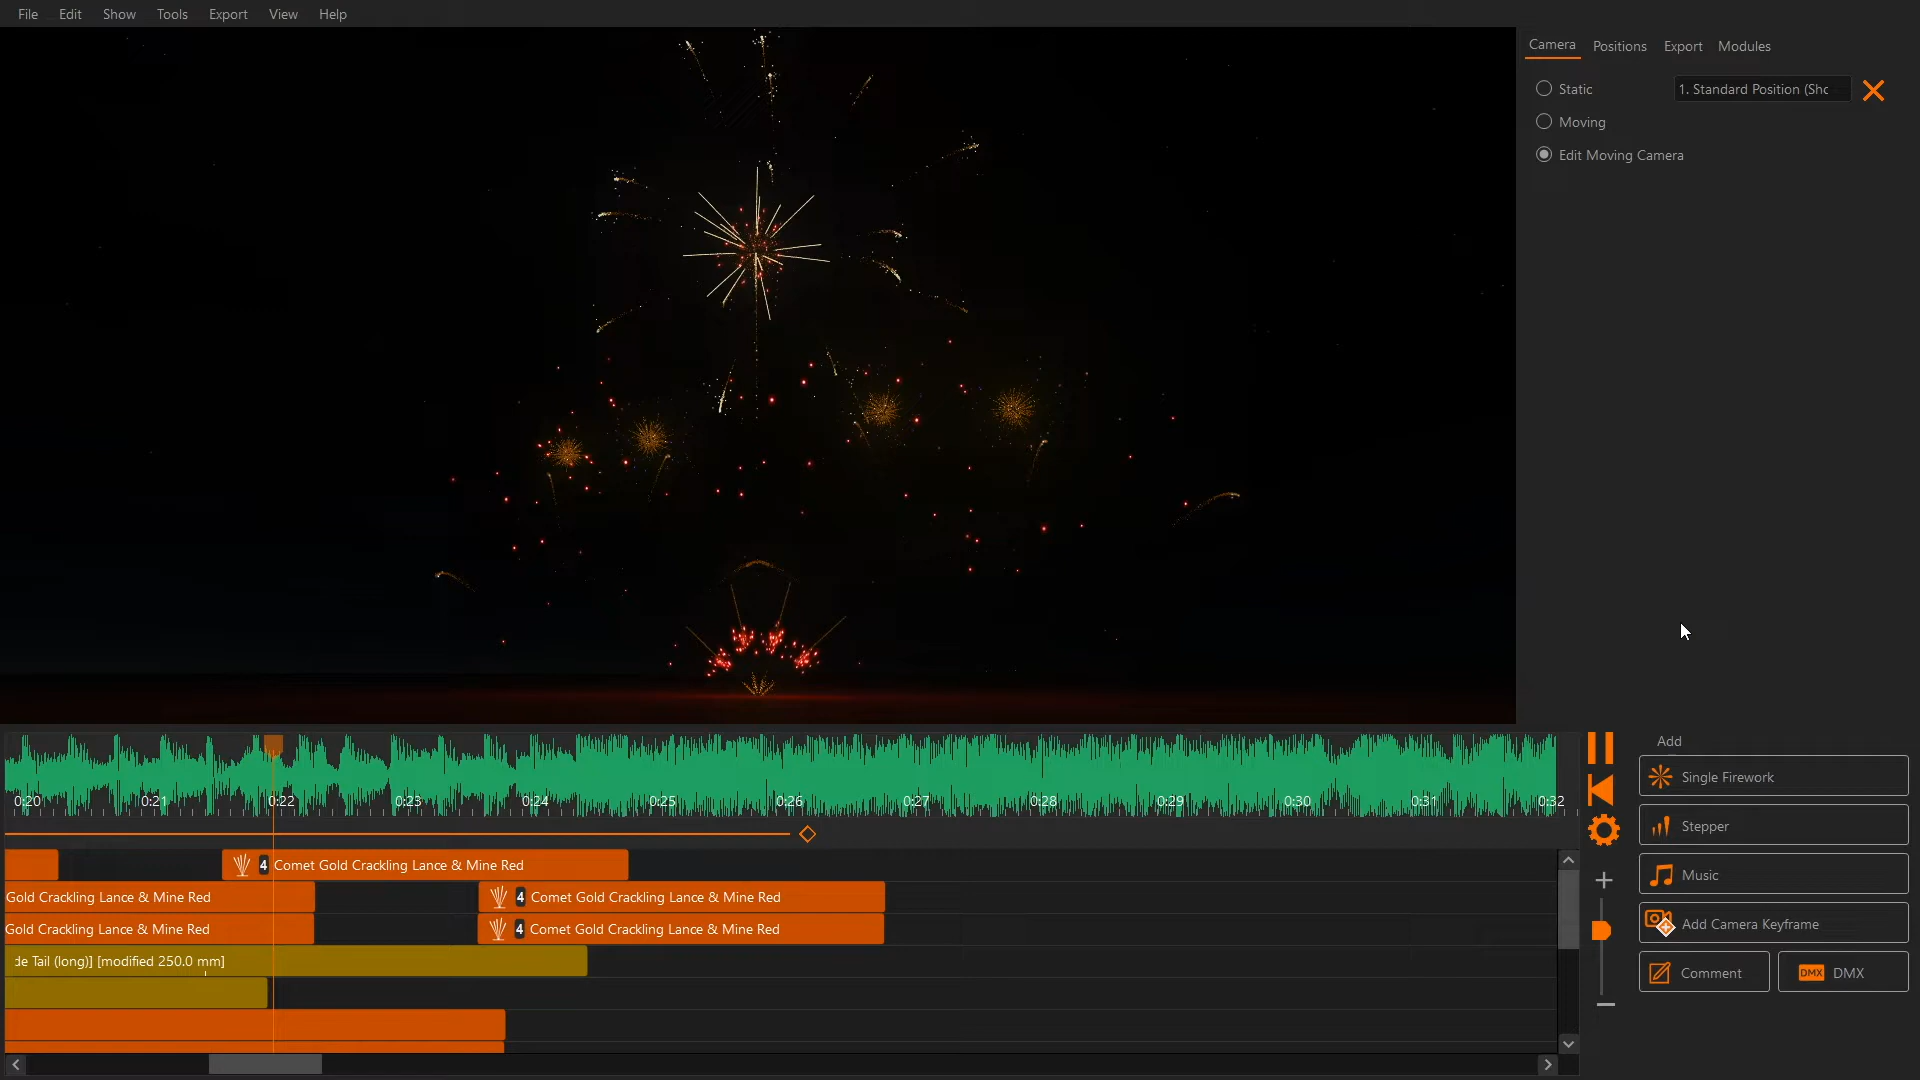 File Edit Show Tools Export View Help
Camera Positions Export Modules
Static 1. Standard Position (Shc
Moving
Edit Moving Camera
0:20 0:21 0:22 0:23 0:24 0:25 0:26 0:27 0:28 0:29 0:30 0:31 0:32
4 Comet Gold Crackling Lance & Mine Red
Gold Crackling Lance & Mine Red 4 Comet Gold Crackling Lance & Mine Red
Gold Crackling Lance & Mine Red 4 Comet Gold Crackling Lance & Mine Red
de Tail (long)] [modified 250.0 mm]
Add
Single Firework
Stepper
Music
Add Camera Keyframe
Comment DMX DMX